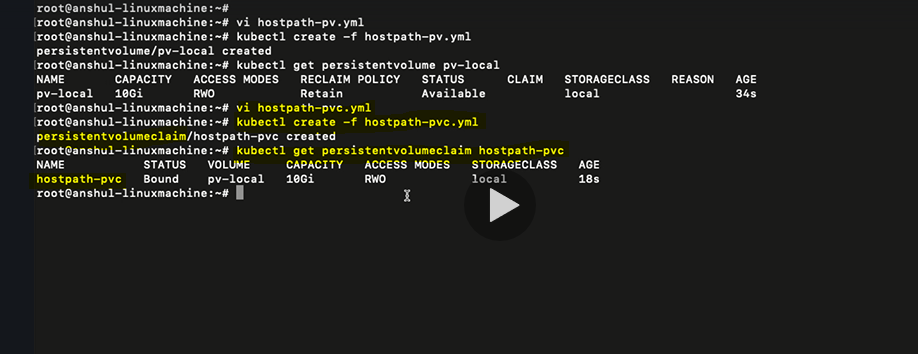 root@anshul-linuxmachine:~#
root@anshul-linuxmachine:~# vi hostpath-pv.yml
root@anshul-linuxmachine:~# kubectl create -f hostpath-pv.yml
persistentvolume/pv-local created
root@anshul-linuxmachine:~# kubectl get persistentvolume pv-local
NAME CAPACITY ACCESS MODES RECLAIM POLICY STATUS CLAIM STORAGECLASS REASON AGE
pv-local 10Gi RWO Retain Available local 34s
root@anshul-linuxmachine:~# vi hostpath-pvc.yml
root@anshul-linuxmachine:~# kubectl create -f hostpath-pvc.yml
persistentvolumeclaim/hostpath-pvc created
root@anshul-linuxmachine:~# kubectl get persistentvolumeclaim hostpath-pvc
NAME STATUS VOLUME CAPACITY ACCESS MODES STORAGECLASS AGE
hostpath-pvc Bound pv-local 10Gi RWO local 18s
root@anshul-linuxmachine:~#